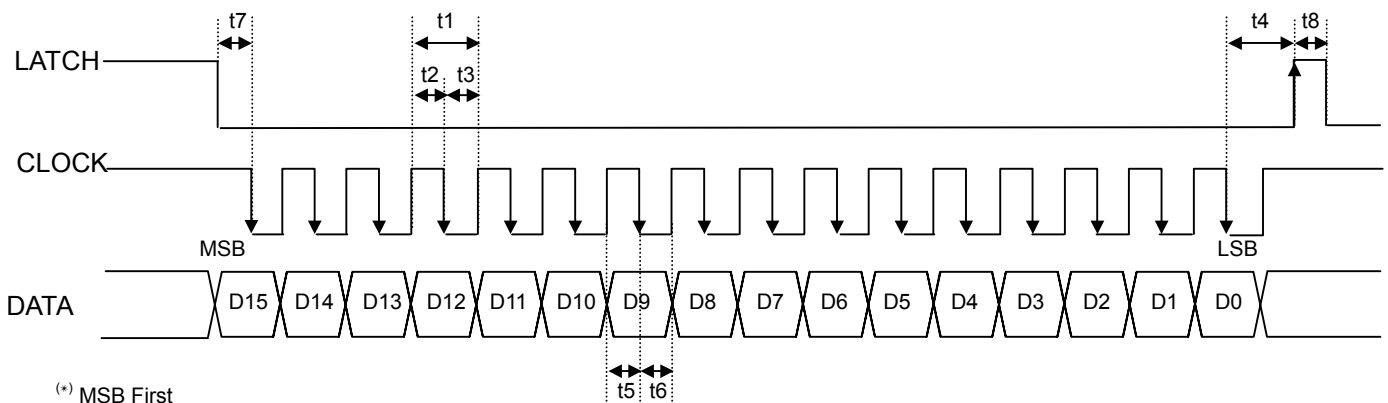 t7 t1 t4 t8
LATCH t2 t3
CLOCK
MSB LSB
DATA D15 D14 D13 D12 D11 D10 D9 D8 D7 D6 D5 D4 D3 D2 D1 D0
(*) MSB First t5 t6